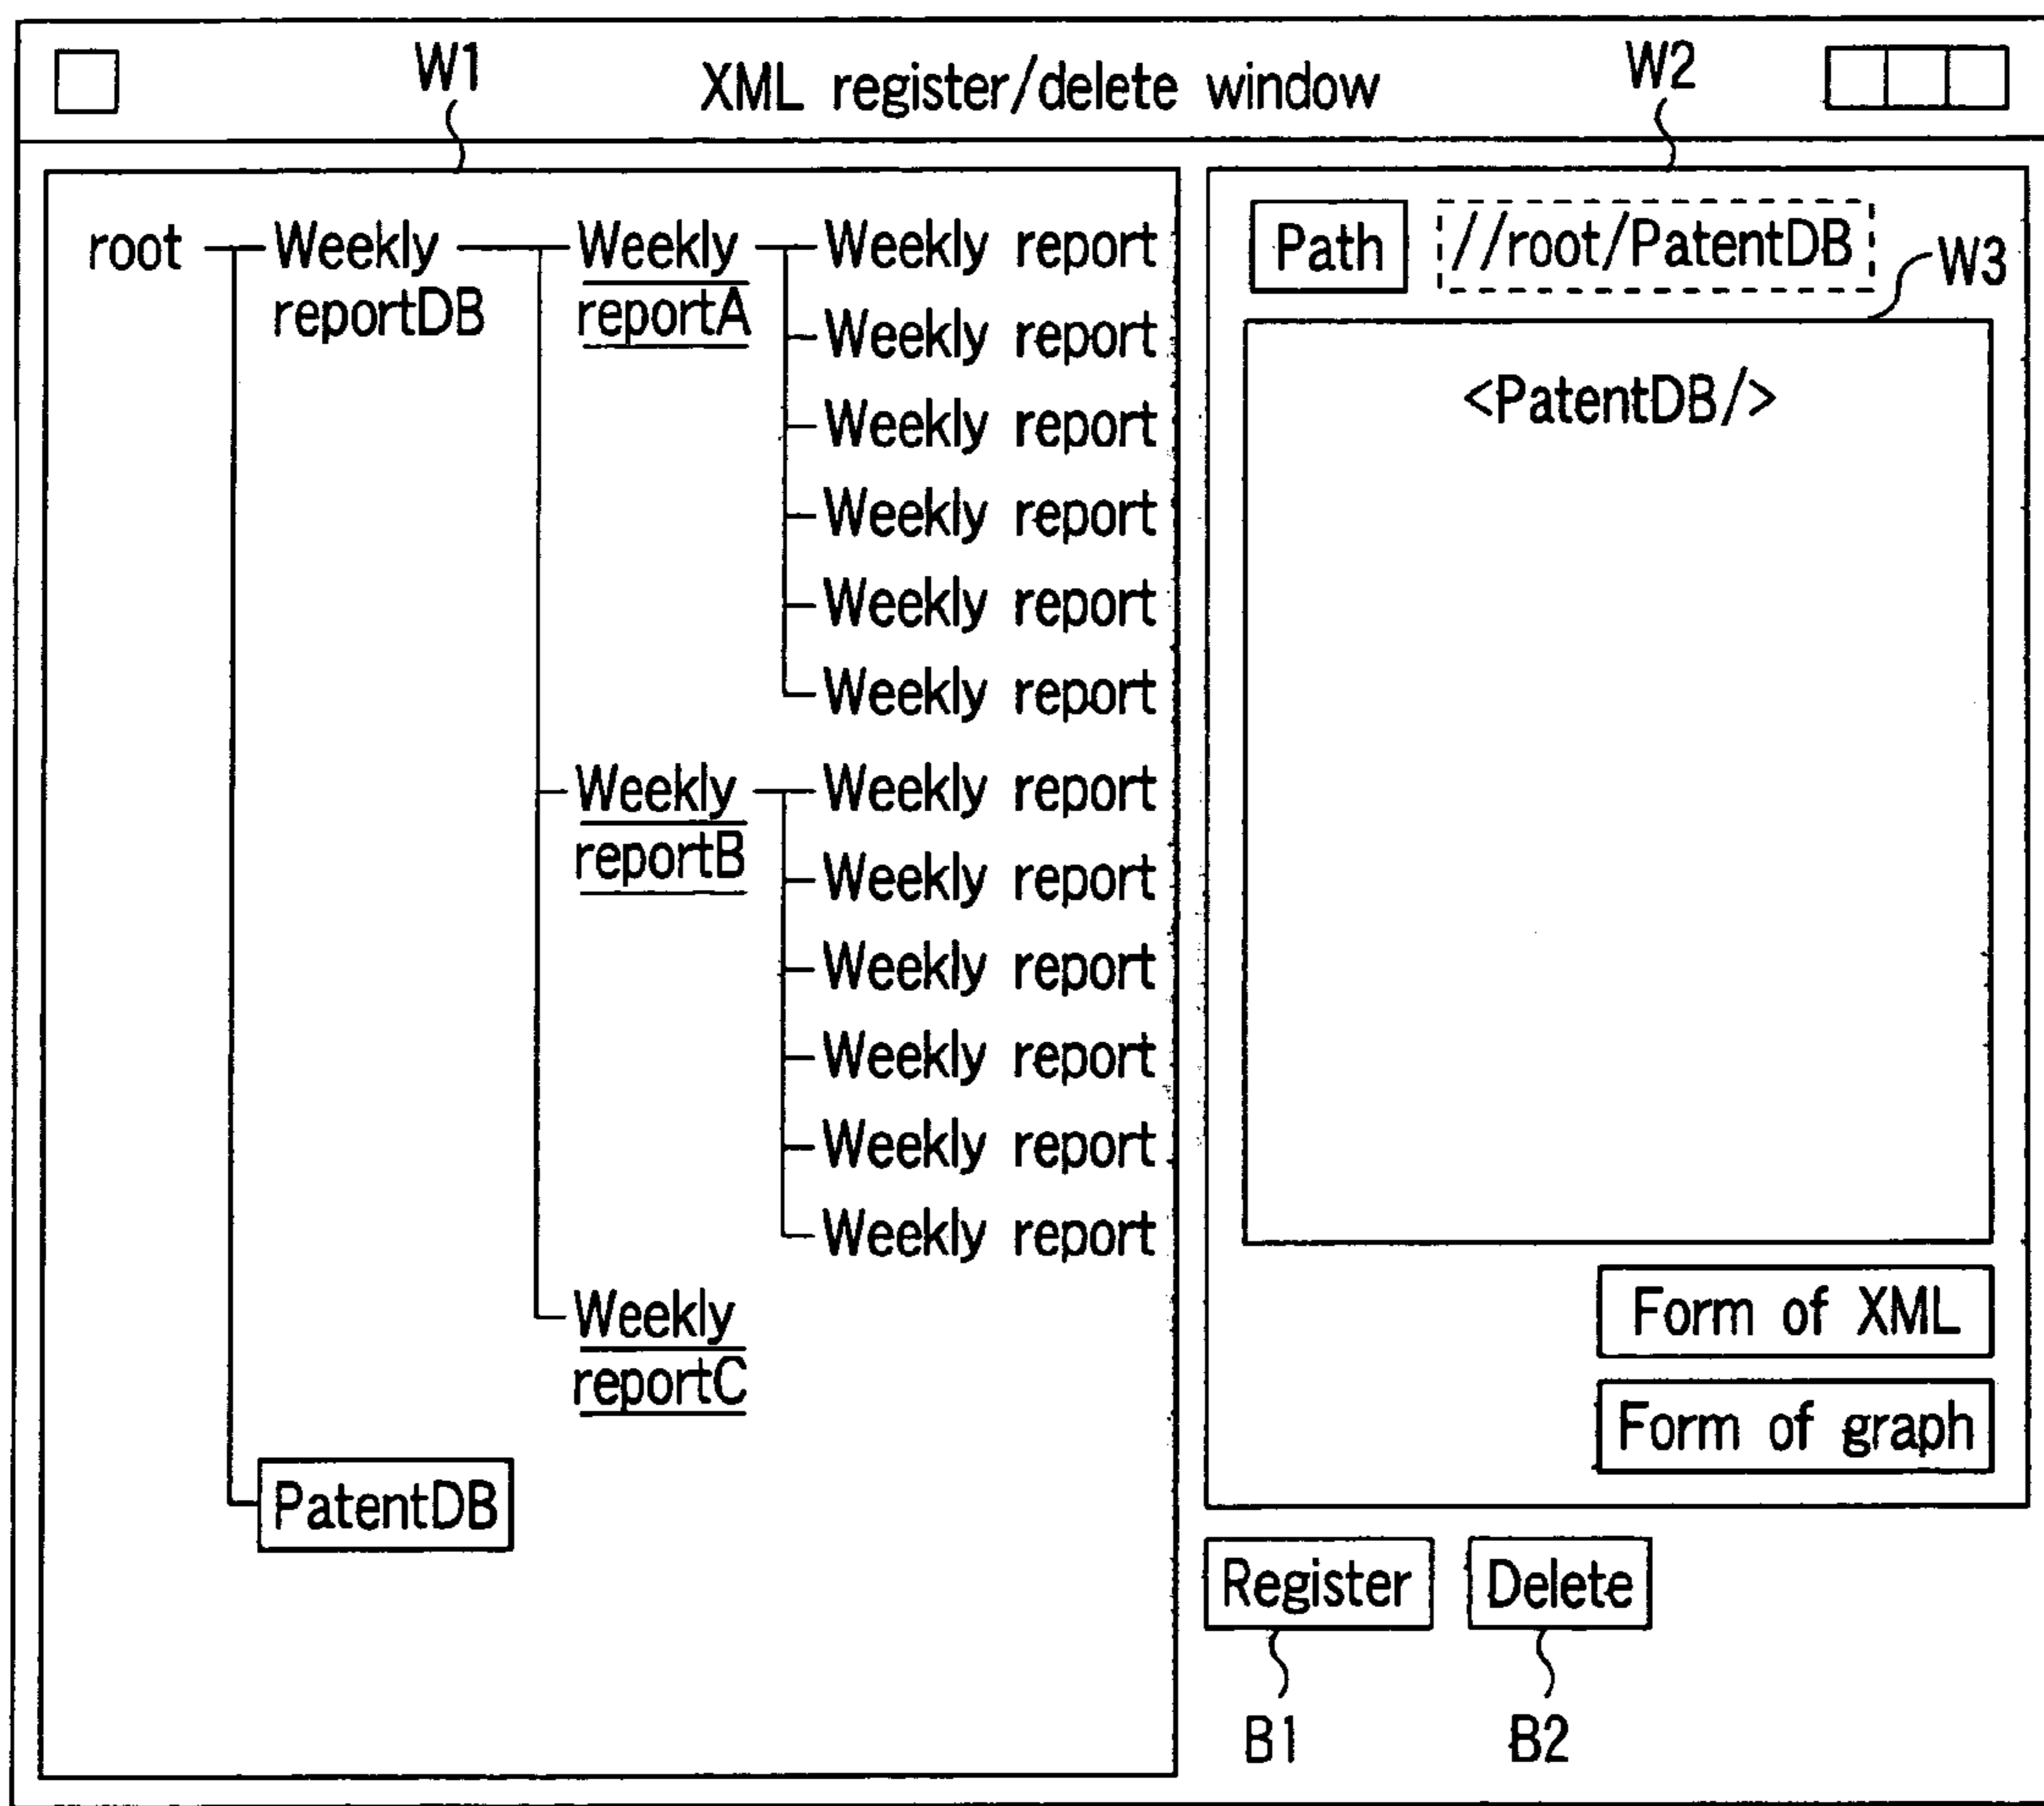 W1 XML register/delete window W2
root Weekly Weekly Weekly report
reportDB reportA Weekly report
Weekly report
Weekly report
Weekly report
Weekly report
Weekly Weekly report
reportB Weekly report
Weekly report
Weekly report
Weekly report
Weekly report
Weekly
reportC
PatentDB
Path //root/PatentDB W3
<PatentDB/>
Form of XML
Form of graph
Register Delete
B1 B2